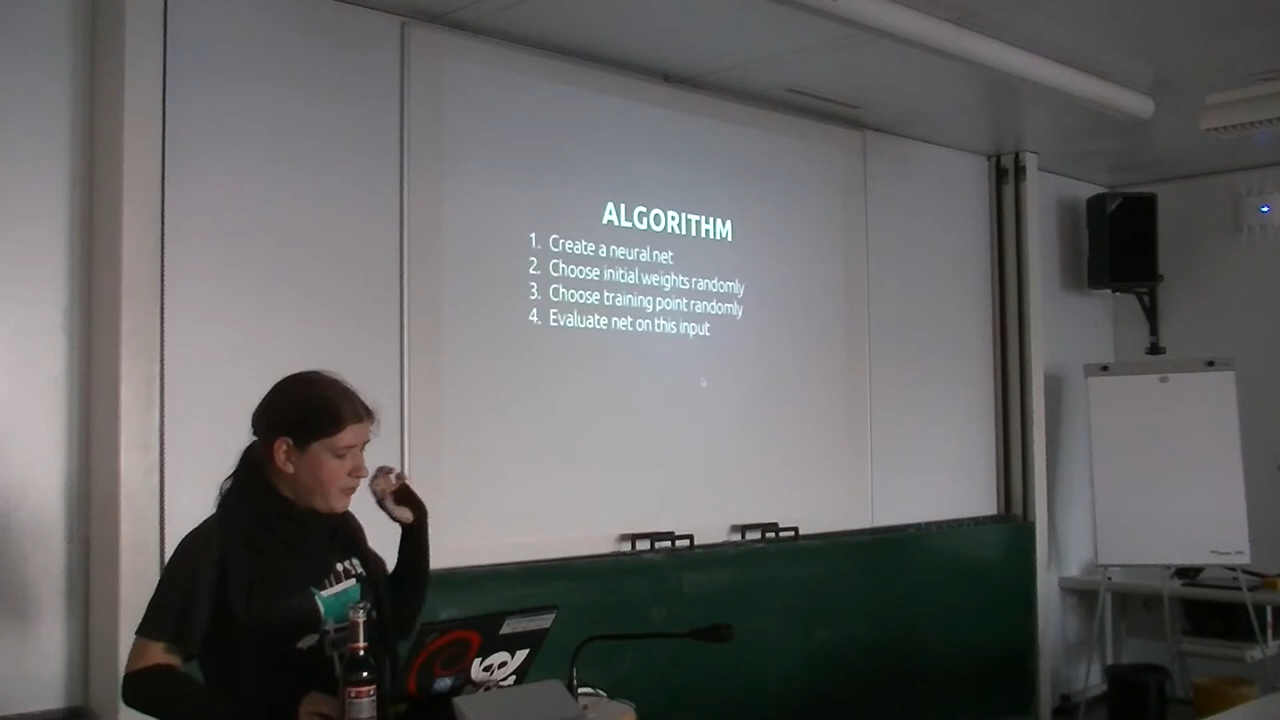 ALGORITHM
1. Create a neural net
2. Choose initial weights randomly
3. Choose training point randomly
4. Evaluate net on this input